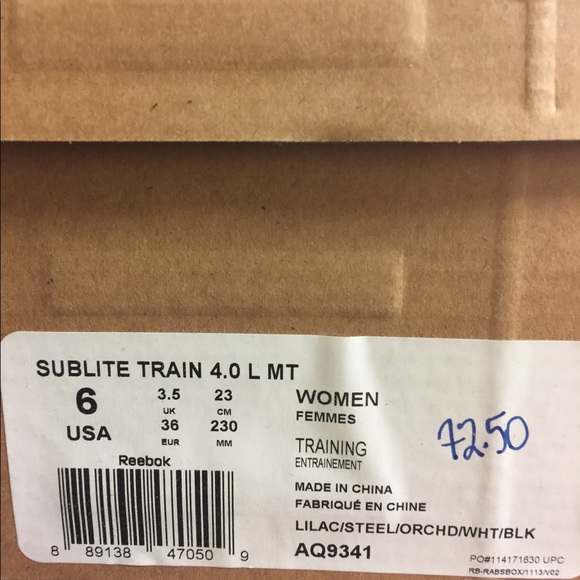 SUBLITE TRAIN 4.0 L MT
6 3.5 23 WOMEN
UK CM FEMMES
USA 36 230 72.50
EUR MM TRAINING
ENTRAINEMENT
Reebok
MADE IN CHINA
FABRIQUÉ EN CHINE
LILAC/STEEL/ORCHD/WHT/BLK
8 89138 47050 9 AQ9341
PO#114171630 UPC
RB-RABSBOX/1113/V02